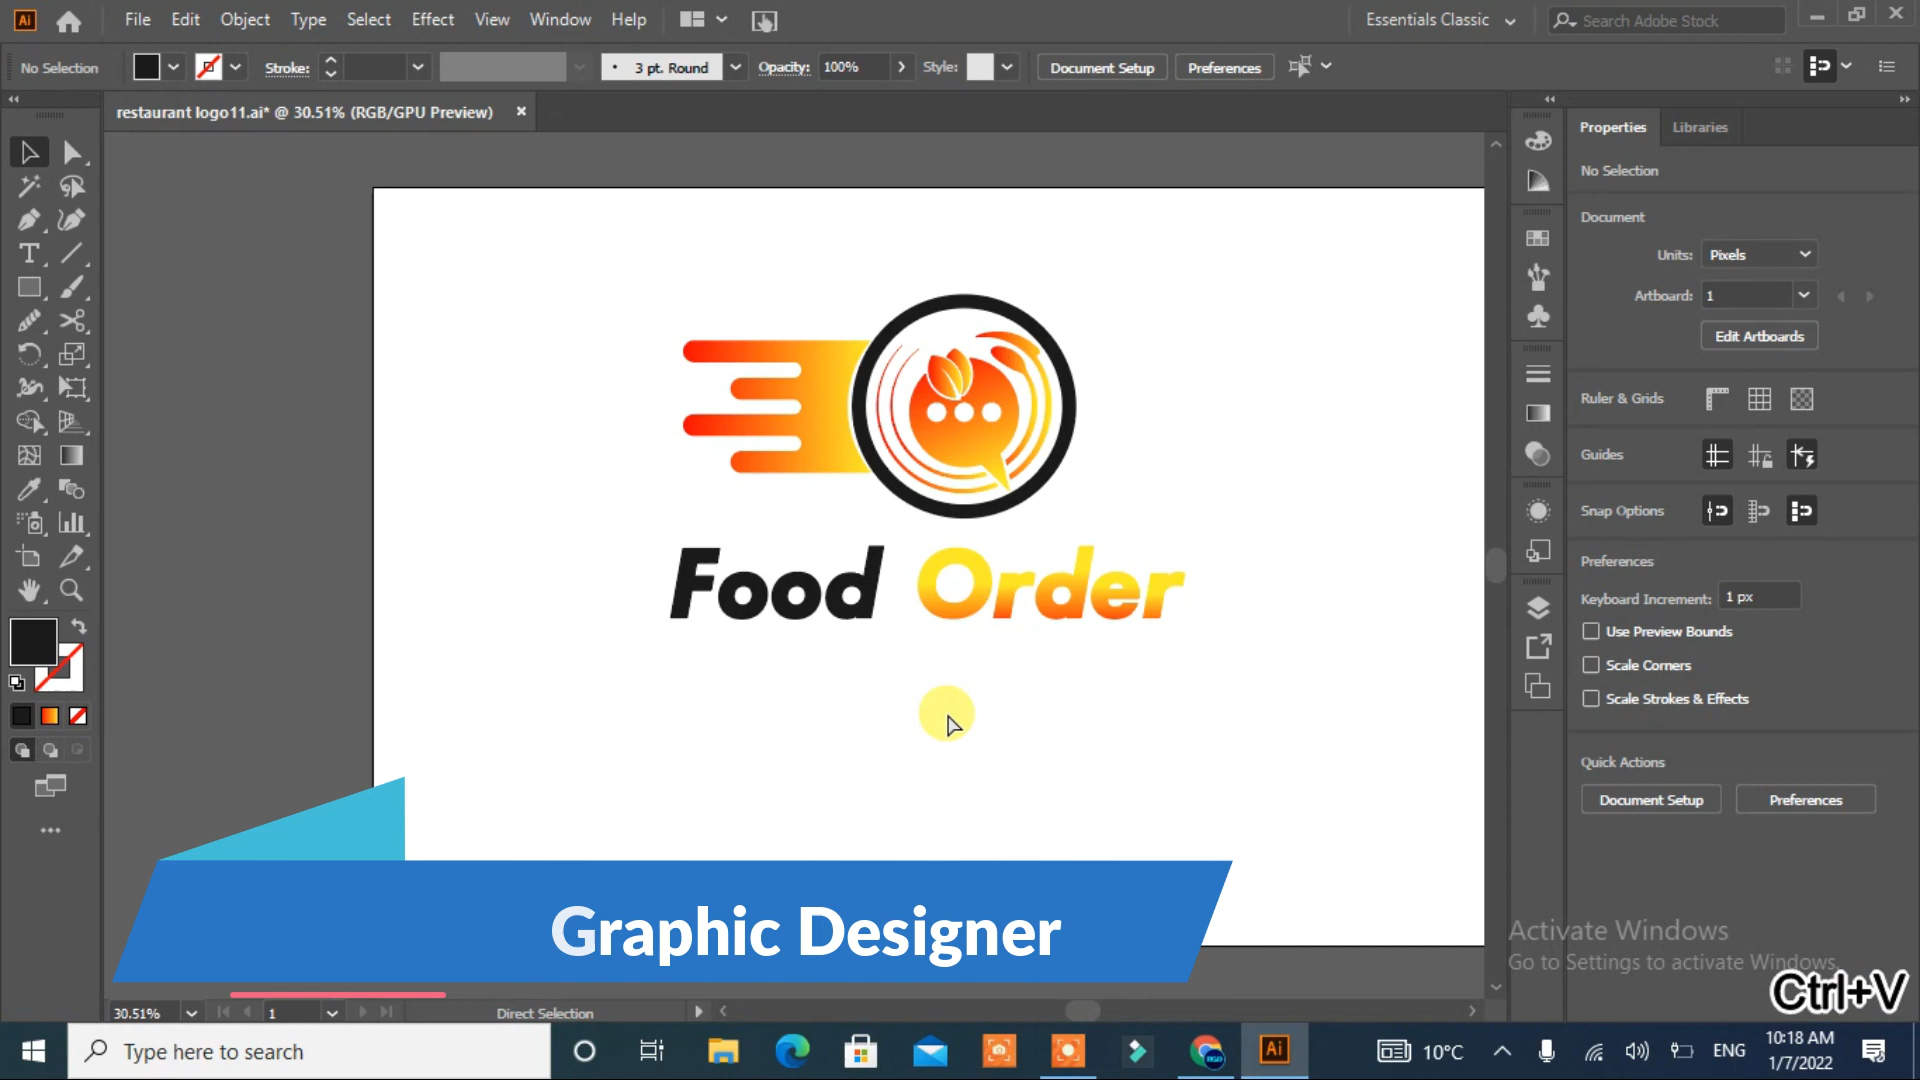 Ai File Edit Object Type Select Effect View Window Help Essentials Classic Search Adobe Stock
No Selection Stroke: 3 pt. Round Opacity: 100% Style: Document Setup Preferences
restaurant logo11.ai* @ 30.51% (RGB/GPU Preview)
Properties Libraries
No Selection
Document
Units: Pixels
Artboard: 1
Edit Artboards
Ruler & Grids
Guides
Snap Options
Preferences
Keyboard Increment: 1 px
Use Preview Bounds
Scale Corners
Scale Strokes & Effects
Quick Actions
Document Setup Preferences
Food Order
Graphic Designer
Activate Windows
Go to Settings to activate Windows.
Ctrl+V
30.51% 1 Direct Selection
Type here to search
Ai
10°C
ENG
10:18 AM
1/7/2022